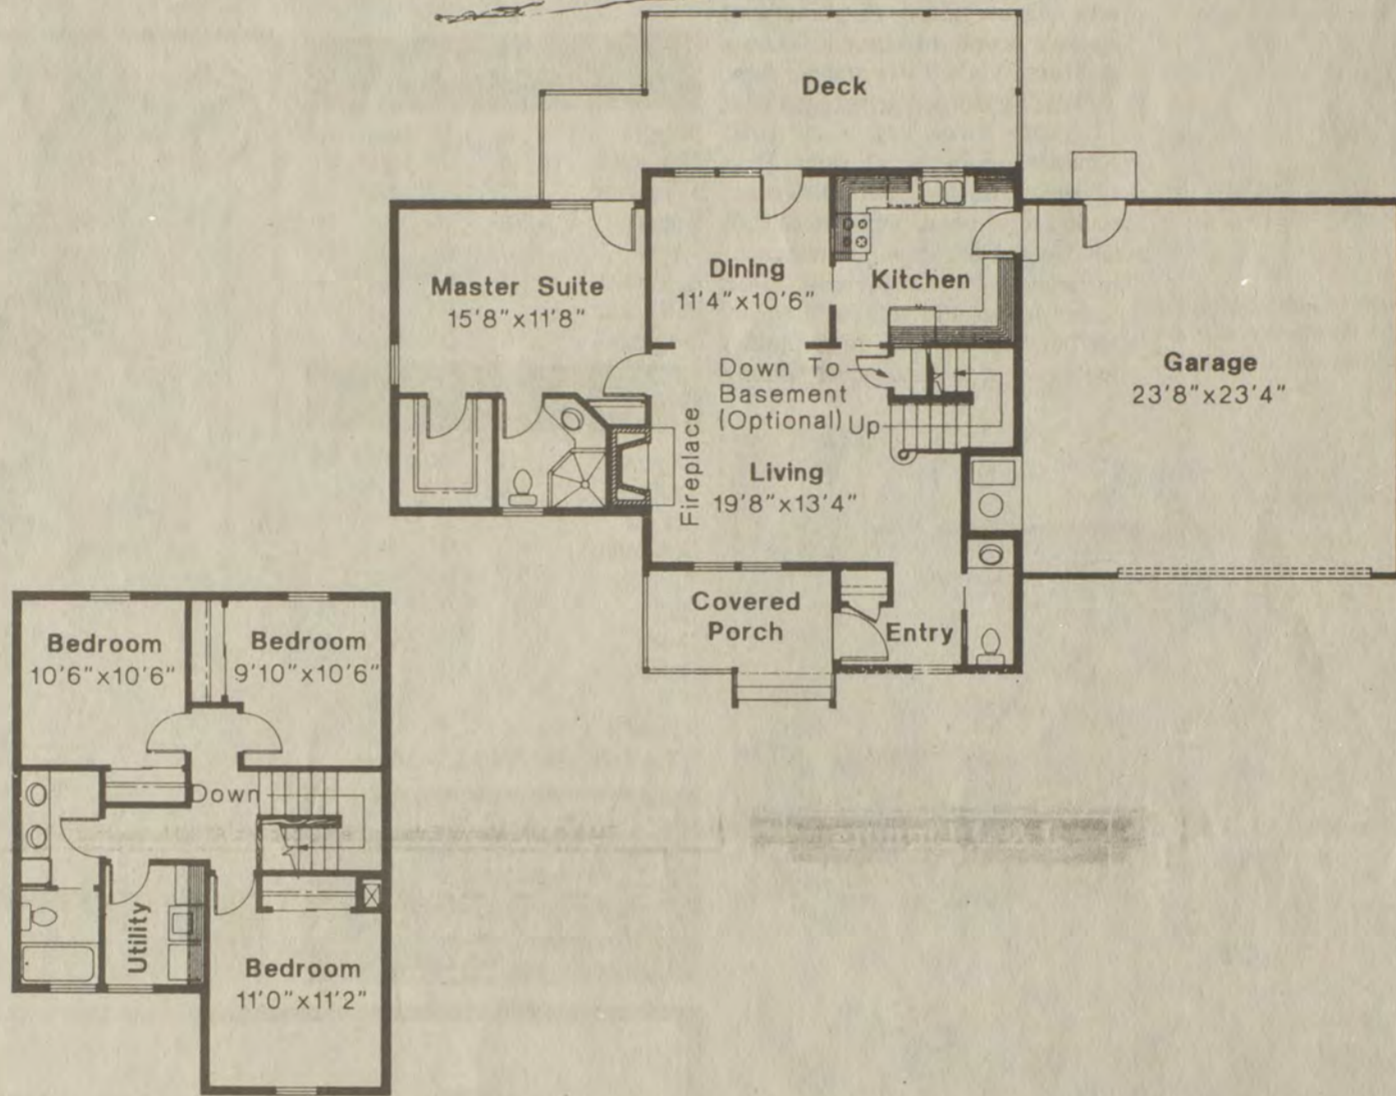 Deck
Master Suite
15'8"x11'8"
Dining
11'4"x10'6"
Kitchen
Garage
23'8"x23'4"
Down To
Basement
(Optional) Up
Fireplace
Living
19'8"x13'4"
Covered
Porch
Entry
Bedroom
10'6"x10'6"
Bedroom
9'10"x10'6"
Down
Utility
Bedroom
11'0"x11'2"